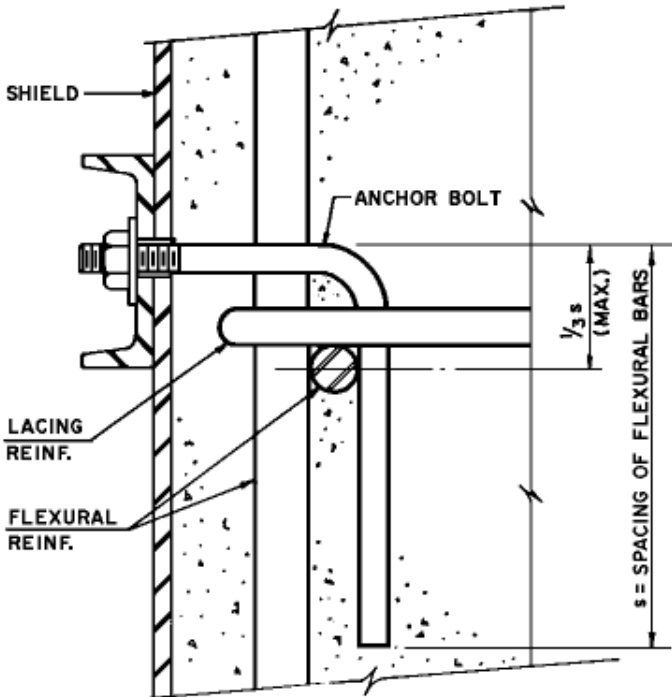 SHIELD
ANCHOR BOLT
⅓ s
(MAX.)
s = SPACING OF FLEXURAL BARS
LACING
REINF.
FLEXURAL
REINF.